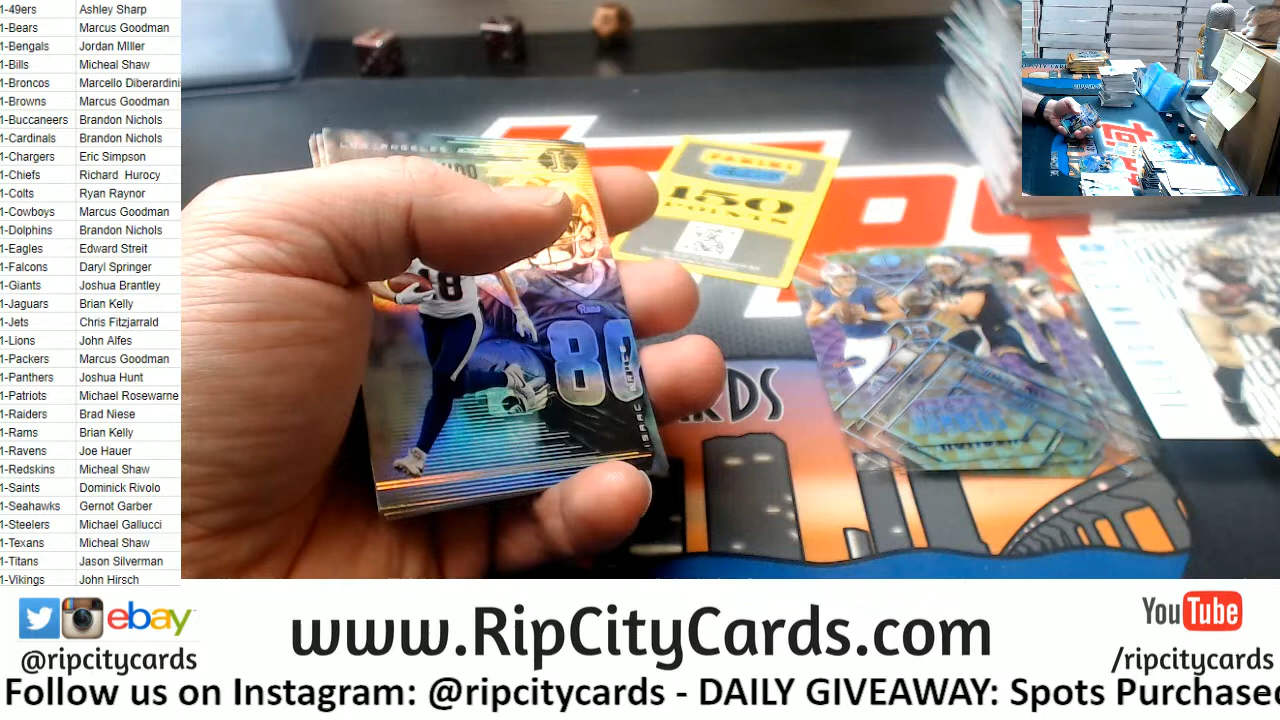 1-49ers Ashley Sharp
1-Bears Marcus Goodman
1-Bengals Jordan MIller
1-Bills Micheal Shaw
1-Broncos Marcello Diberardini
1-Browns Marcus Goodman
1-Buccaneers Brandon Nichols
1-Cardinals Brandon Nichols
1-Chargers Eric Simpson
1-Chiefs Richard Hurocy
1-Colts Ryan Raynor
1-Cowboys Marcus Goodman
1-Dolphins Brandon Nichols
1-Eagles Edward Streit
1-Falcons Daryl Springer
1-Giants Joshua Brantley
1-Jaguars Brian Kelly
1-Jets Chris Fitzjarrald
1-Lions John Alfes
1-Packers Marcus Goodman
1-Panthers Joshua Hunt
1-Patriots Michael Rosewarne
1-Raiders Brad Niese
1-Rams Brian Kelly
1-Ravens Joe Hauer
1-Redskins Micheal Shaw
1-Saints Dominick Rivolo
1-Seahawks Gernot Garber
1-Steelers Michael Gallucci
1-Texans Micheal Shaw
1-Titans Jason Silverman
1-Vikings John Hirsch
LOS ANGELES
18
Rams
80
ISAAC
PANINI
150
POINTS
RDS
ebay
@ripcitycards
www.RipCityCards.com
YouTube
/ripcitycards
Follow us on Instagram: @ripcitycards - DAILY GIVEAWAY: Spots Purchased